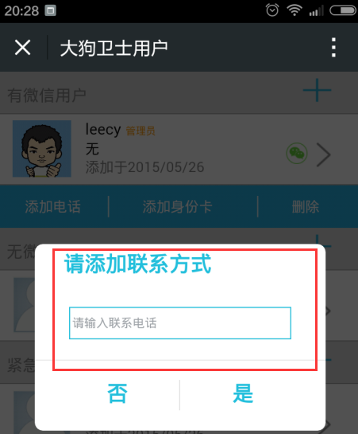 20:28
大狗卫士用户
有微信用户
leecy 管理员
无
添加于2015/05/26
添加电话
添加身份卡
删除
无微
请添加联系方式
请输入联系电话
紧急
否
是